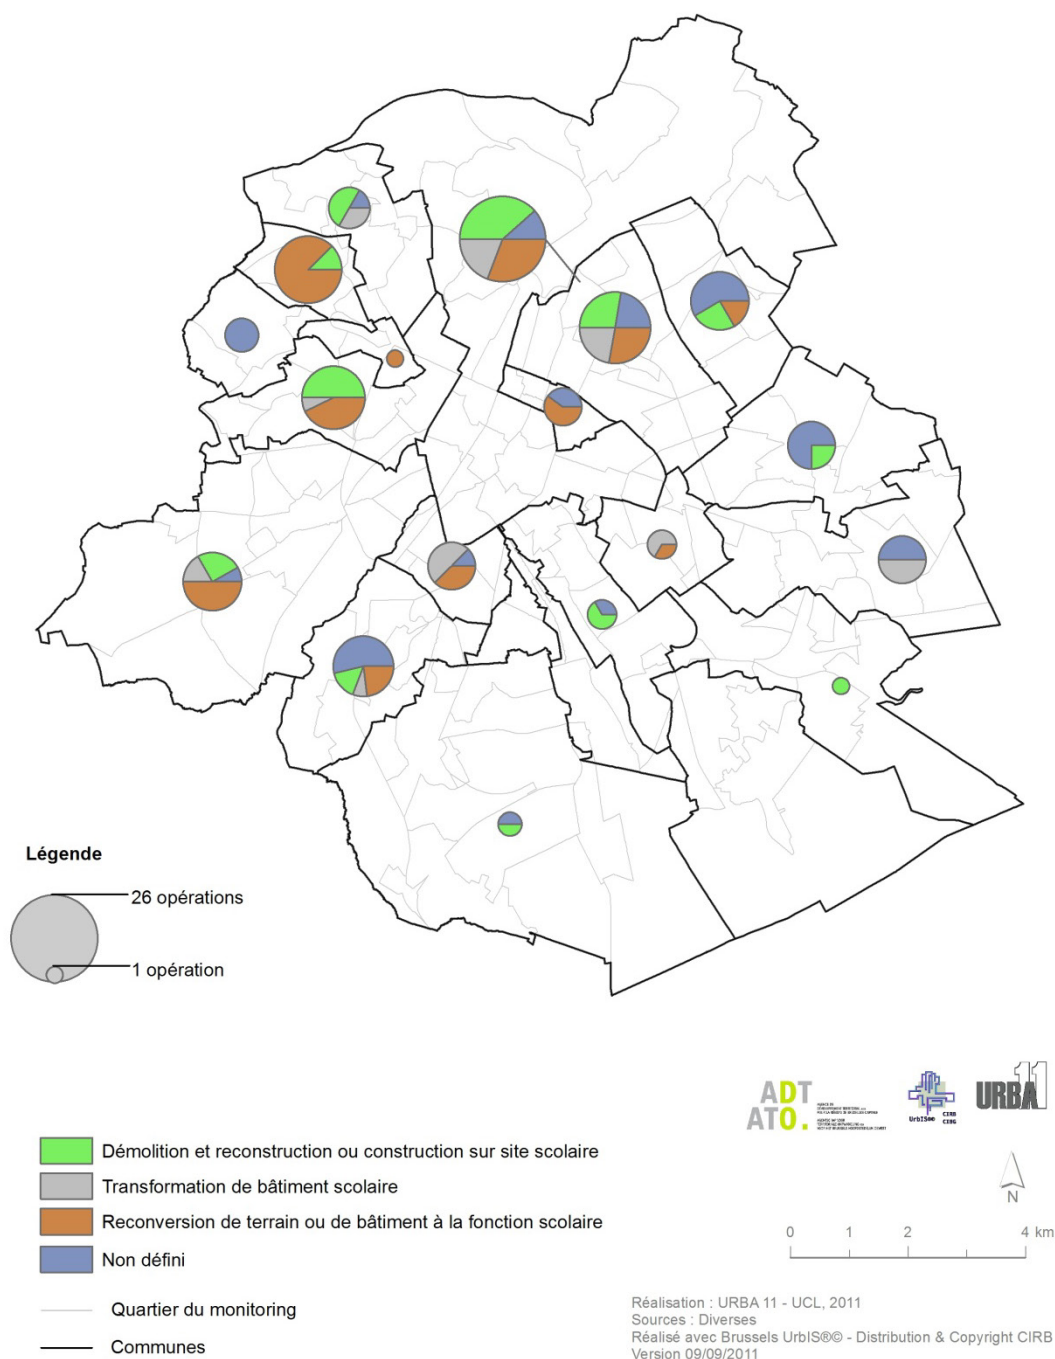 Légende
26 opérations
1 opération
ADT
ATO.
UrbIS®©
CIRB
CIBG
URBA 11
Démolition et reconstruction ou construction sur site scolaire
Transformation de bâtiment scolaire
Reconversion de terrain ou de bâtiment à la fonction scolaire
Non défini
Quartier du monitoring
Communes
N
0 1 2 4 km
Réalisation : URBA 11 - UCL, 2011
Sources : Diverses
Réalisé avec Brussels UrbIS®© - Distribution & Copyright CIRB
Version 09/09/2011